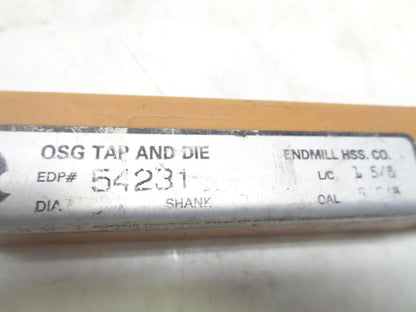 OSG TAP AND DIE ENDMILL HSS. CO.
EDP# 54231 L/C 1 5/8
DIA SHANK OAL